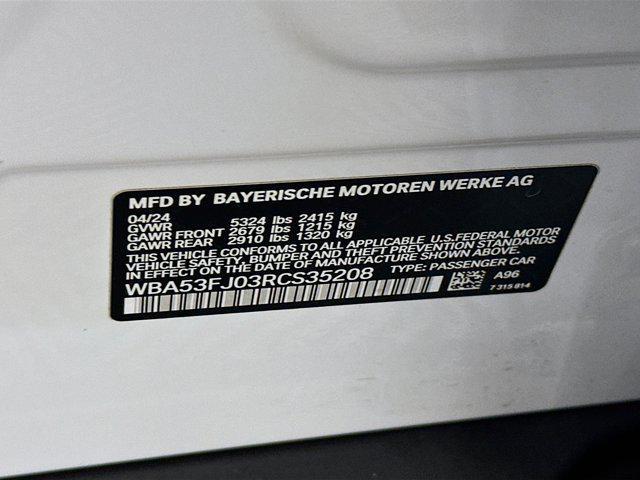 MFD BY BAYERISCHE MOTOREN WERKE AG
04/24
GVWR 5324 lbs 2415 kg
GAWR FRONT 2679 lbs 1215 kg
GAWR REAR 2910 lbs 1320 kg
THIS VEHICLE CONFORMS TO ALL APPLICABLE U.S.FEDERAL MOTOR
VEHICLE SAFETY, BUMPER AND THEFT PREVENTION STANDARDS
IN EFFECT ON THE DATE OF MANUFACTURE SHOWN ABOVE.
WBA53FJ03RCS35208 TYPE: PASSENGER CAR
A96
7 315 814